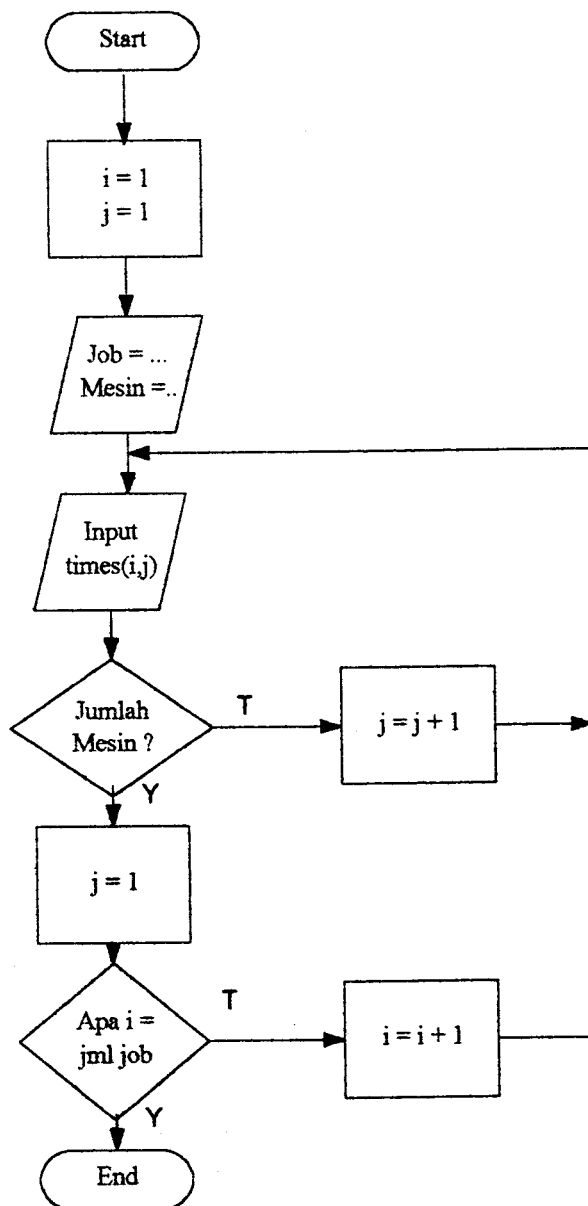 Start
i = 1
j = 1
Job = ...
Mesin =..
Input
times(i,j)
Jumlah
Mesin ?
T
j = j + 1
Y
j = 1
Apa i =
jml job
T
i = i + 1
Y
End